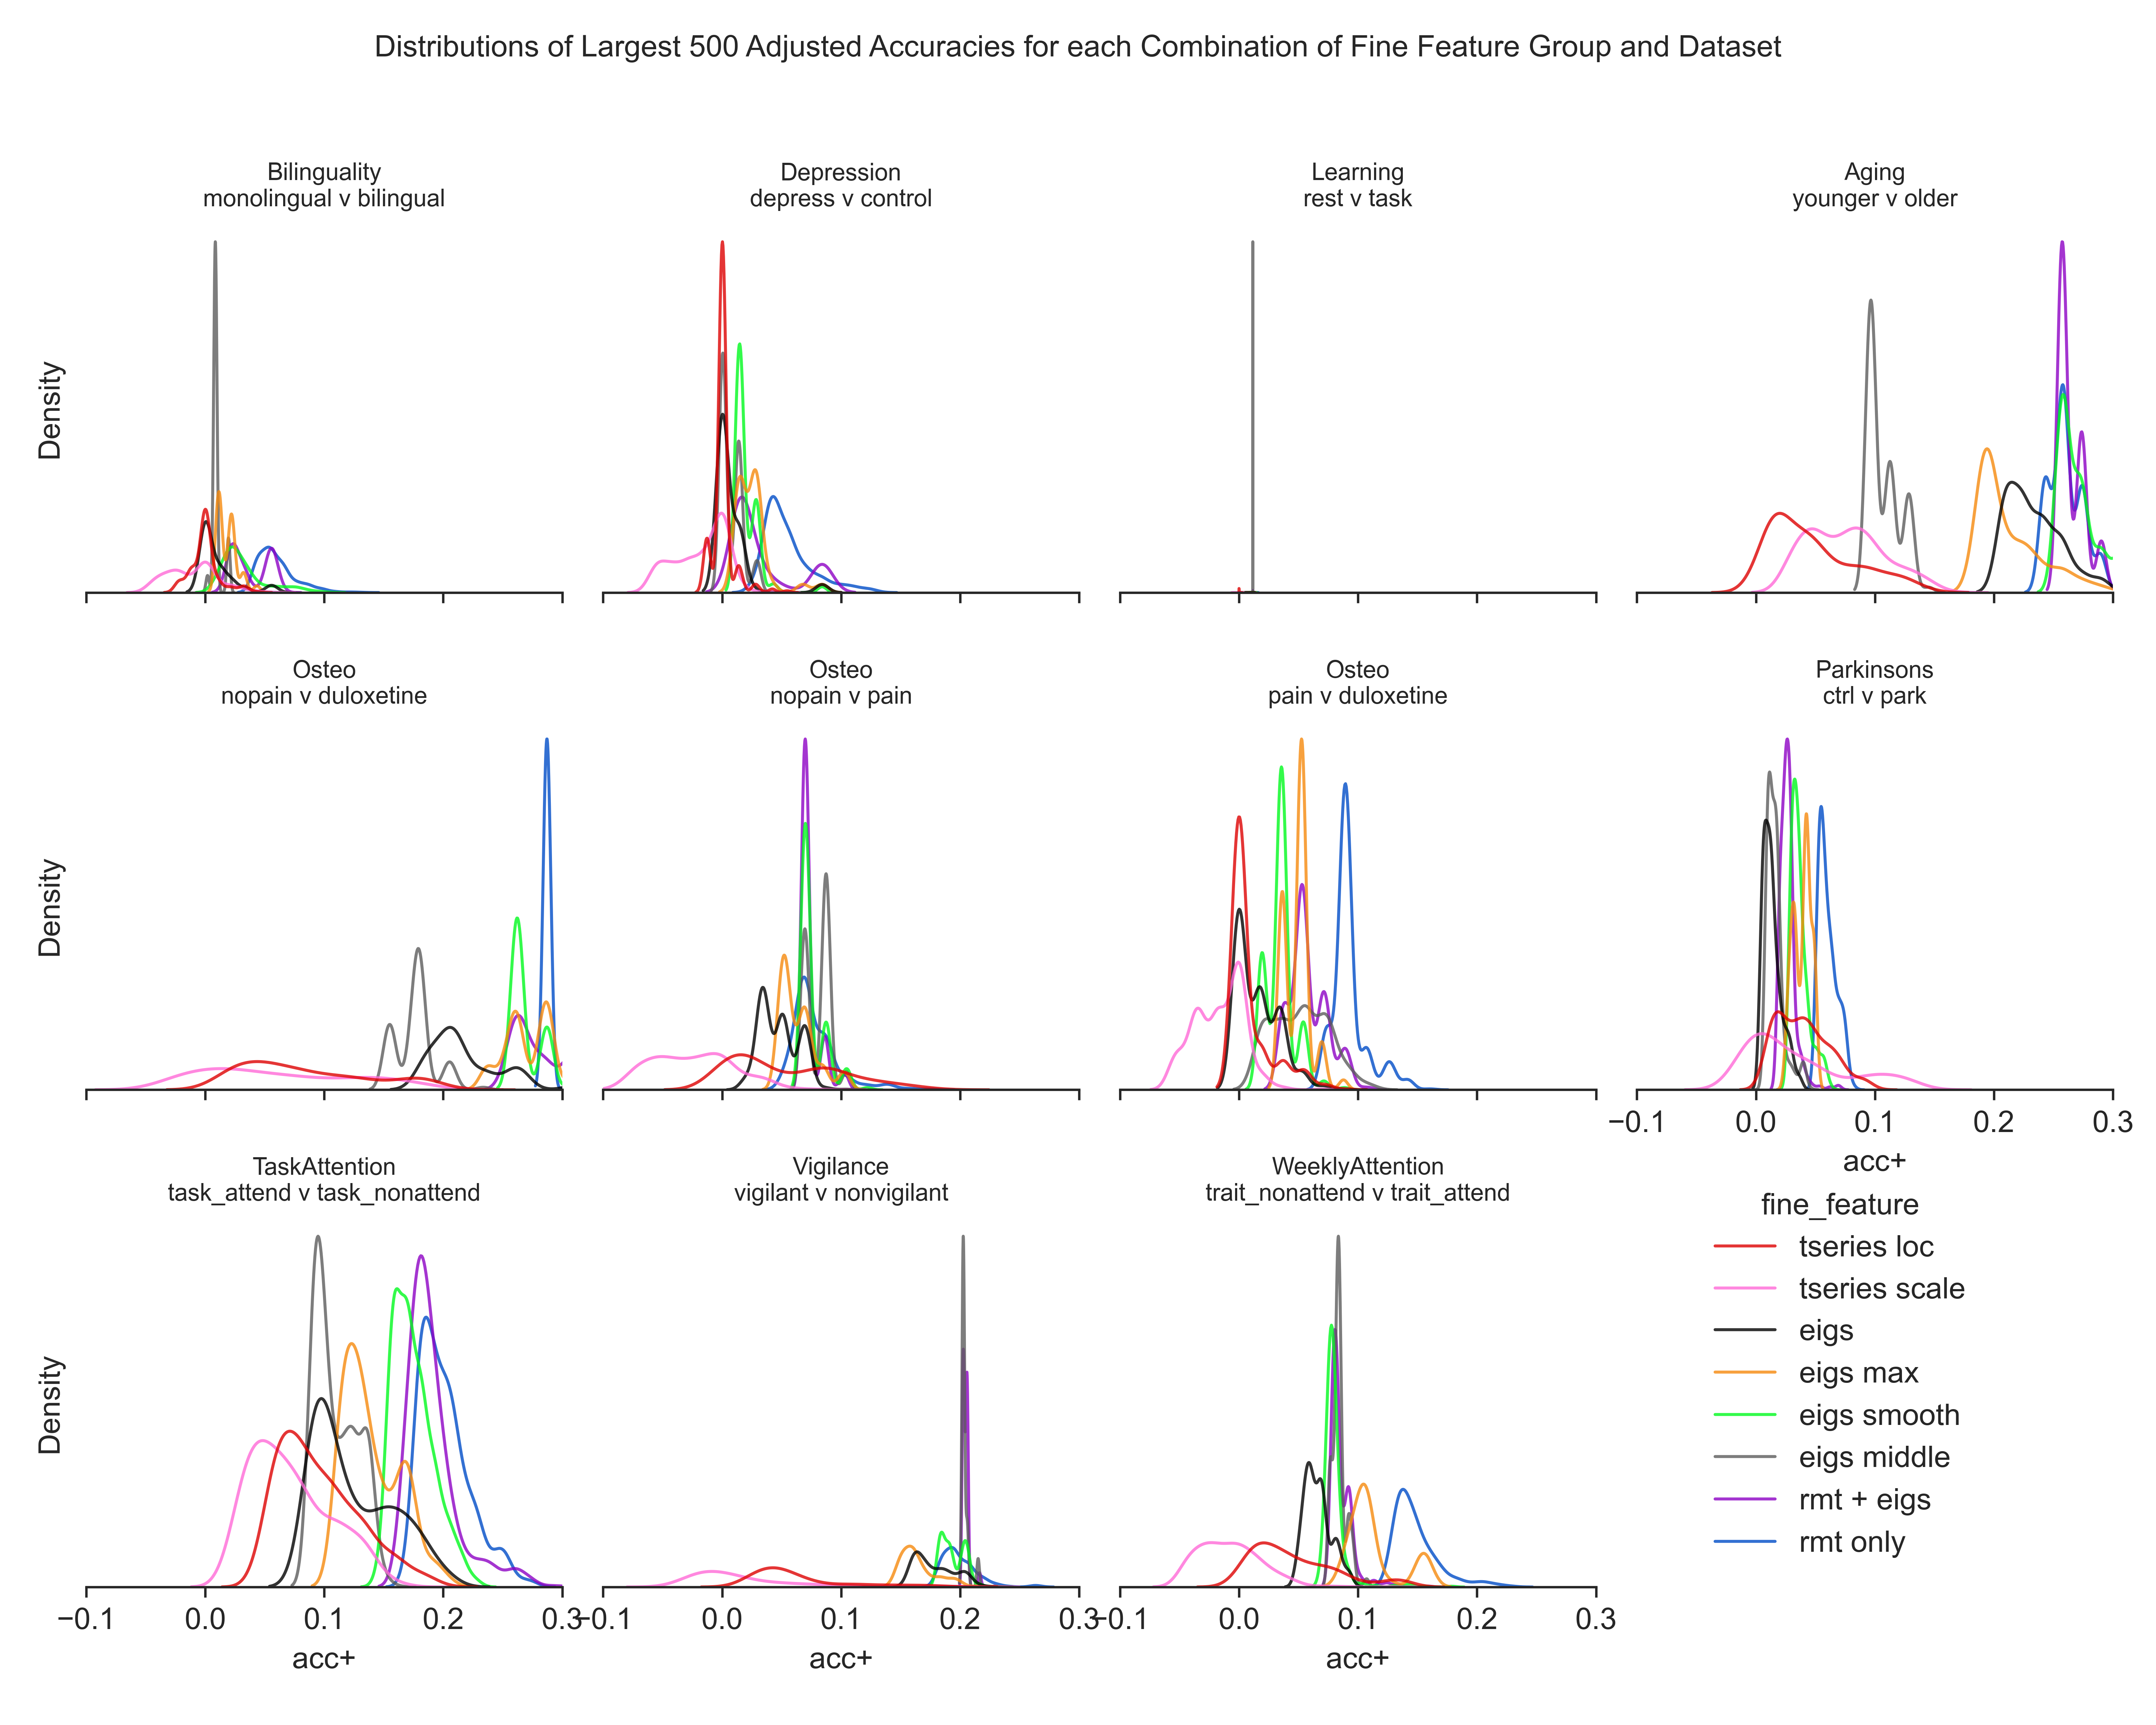 Distributions of Largest 500 Adjusted Accuracies for each Combination of Fine Feature Group and Dataset
Bilinguality
monolingual v bilingual
Depression
depress v control
Learning
rest v task
Aging
younger v older
Density
Osteo
nopain v duloxetine
Osteo
nopain v pain
Osteo
pain v duloxetine
Parkinsons
ctrl v park
Density
−0.1 0.0 0.1 0.2 0.3
acc+
TaskAttention
task_attend v task_nonattend
Vigilance
vigilant v nonvigilant
WeeklyAttention
trait_nonattend v trait_attend
Density
−0.1 0.0 0.1 0.2 0.3
acc+
−0.1 0.0 0.1 0.2 0.3
acc+
−0.1 0.0 0.1 0.2 0.3
acc+
fine_feature
tseries loc
tseries scale
eigs
eigs max
eigs smooth
eigs middle
rmt + eigs
rmt only